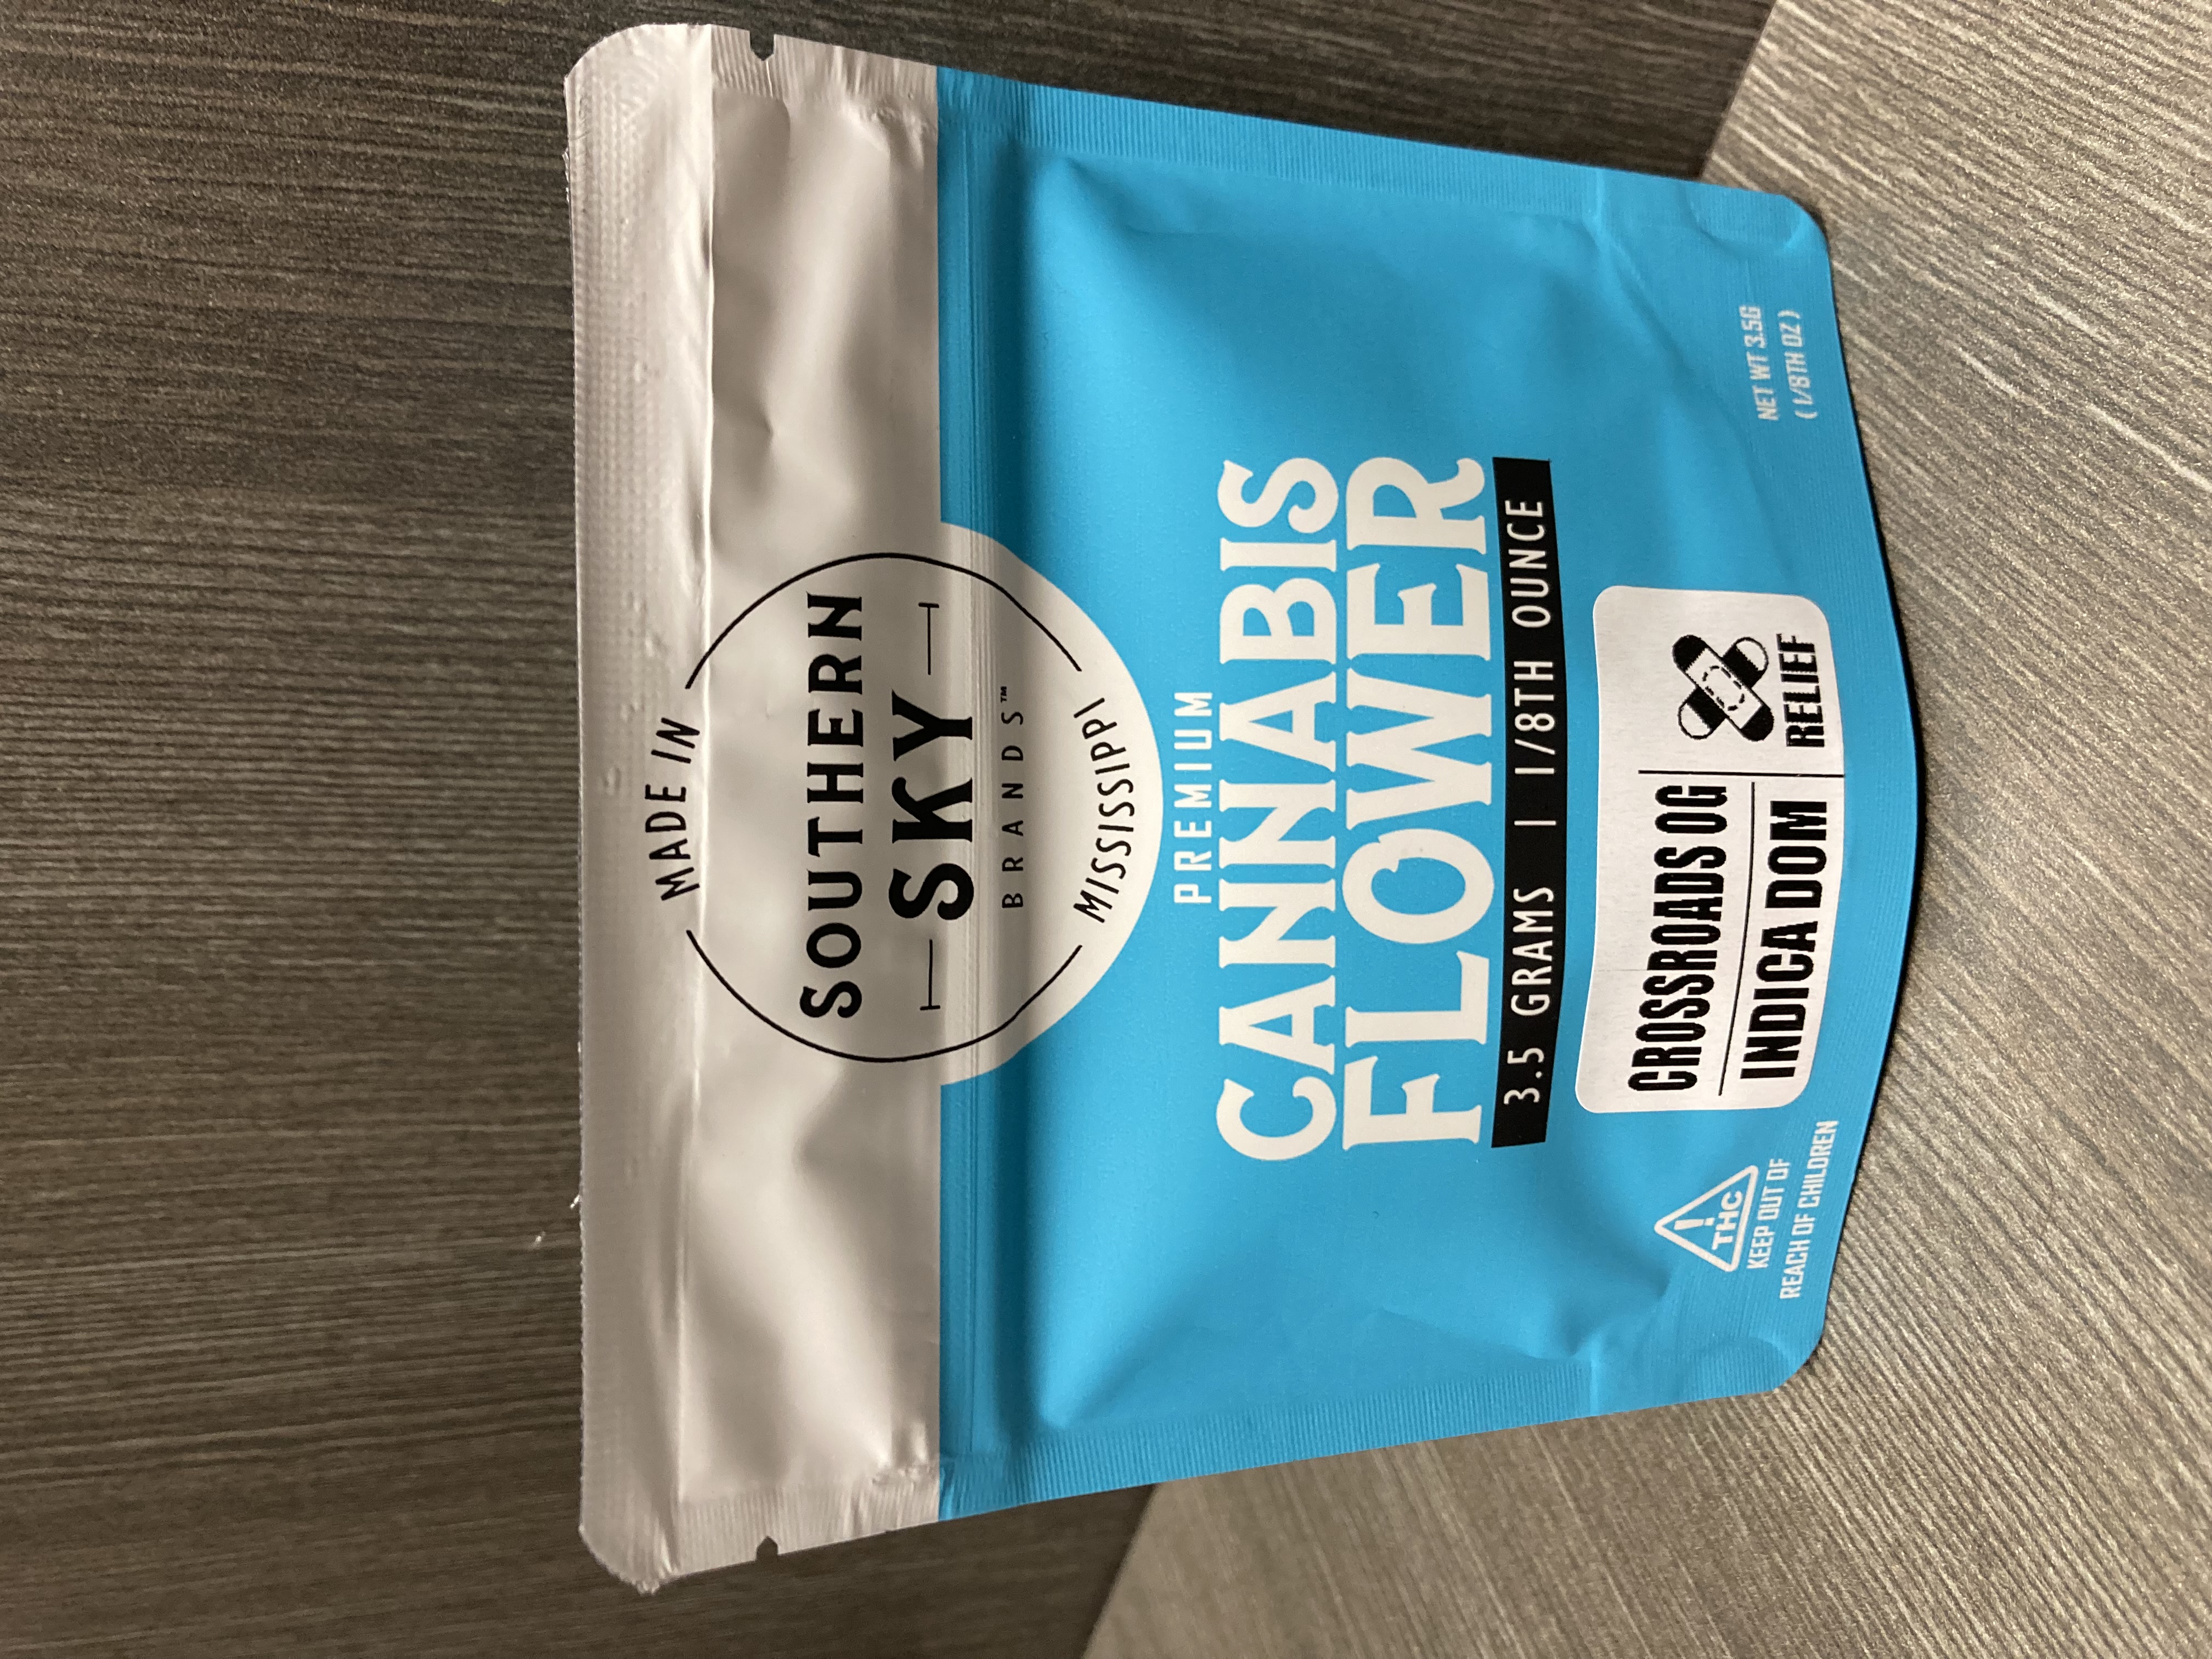 MADE IN
SOUTHERN
SKY
BRANDS™
MISSISSIPPI
PREMIUM
CANNABIS
FLOWER
3.5 GRAMS | 1/8TH OUNCE
CROSSROADS OG
INDICA DOM
RELIEF
! THC
KEEP OUT OF
REACH OF CHILDREN
NET WT 3.5G
(1/8TH OZ)